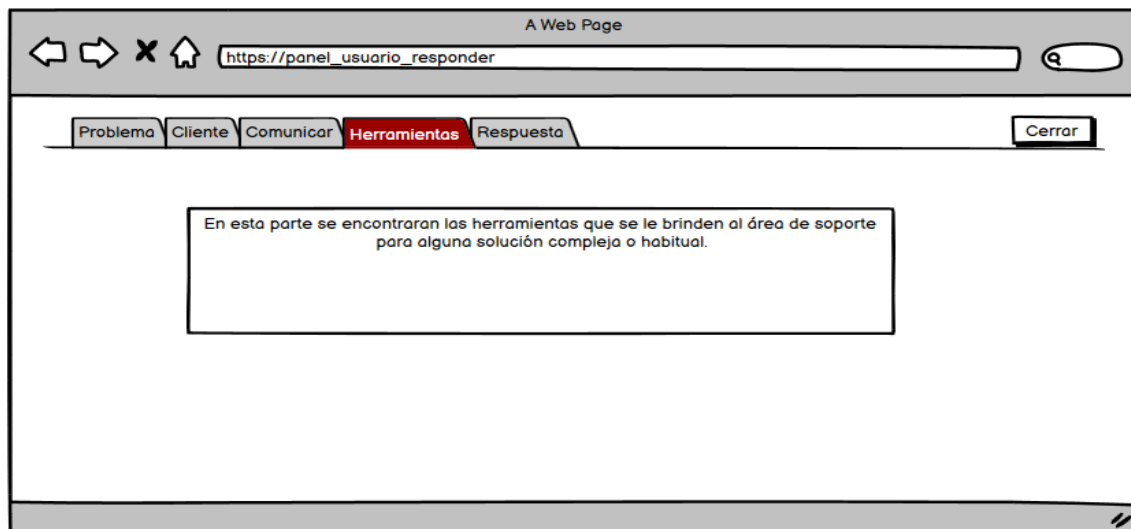 A Web Page
https://panel_usuario_responder
Problema Cliente Comunicar Herramientas Respuesta Cerrar
En esta parte se encontraran las herramientas que se le brinden al área de soporte
para alguna solución compleja o habitual.